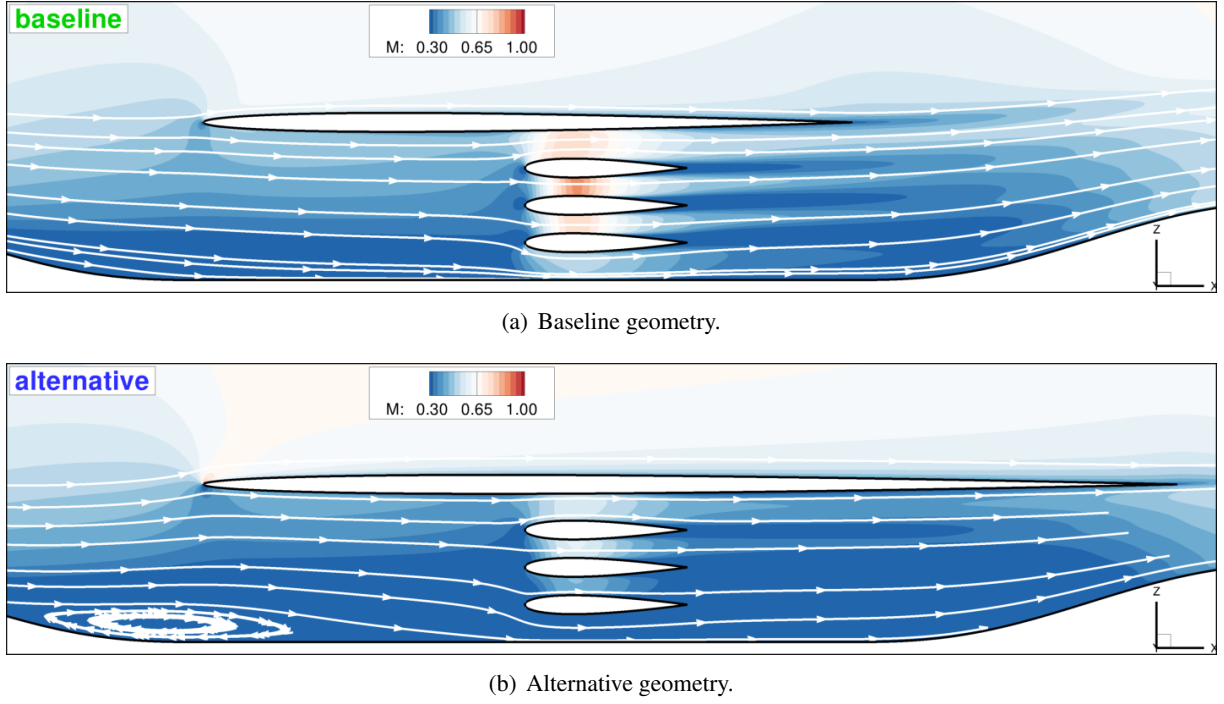 baseline
M: 0.30 0.65 1.00
Z
Y X
(a) Baseline geometry.
alternative
M: 0.30 0.65 1.00
Z
Y X
(b) Alternative geometry.